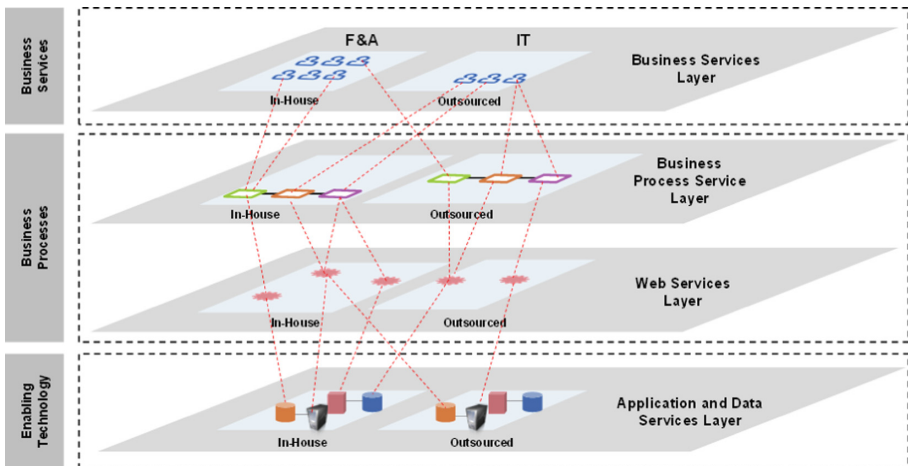 Business
Services
F&A
IT
In-House
Outsourced
Business Services
Layer
Business
Processes
In-House
Outsourced
Business
Process Service
Layer
In-House
Outsourced
Web Services
Layer
Enabling
Technology
In-House
Outsourced
Application and Data
Services Layer